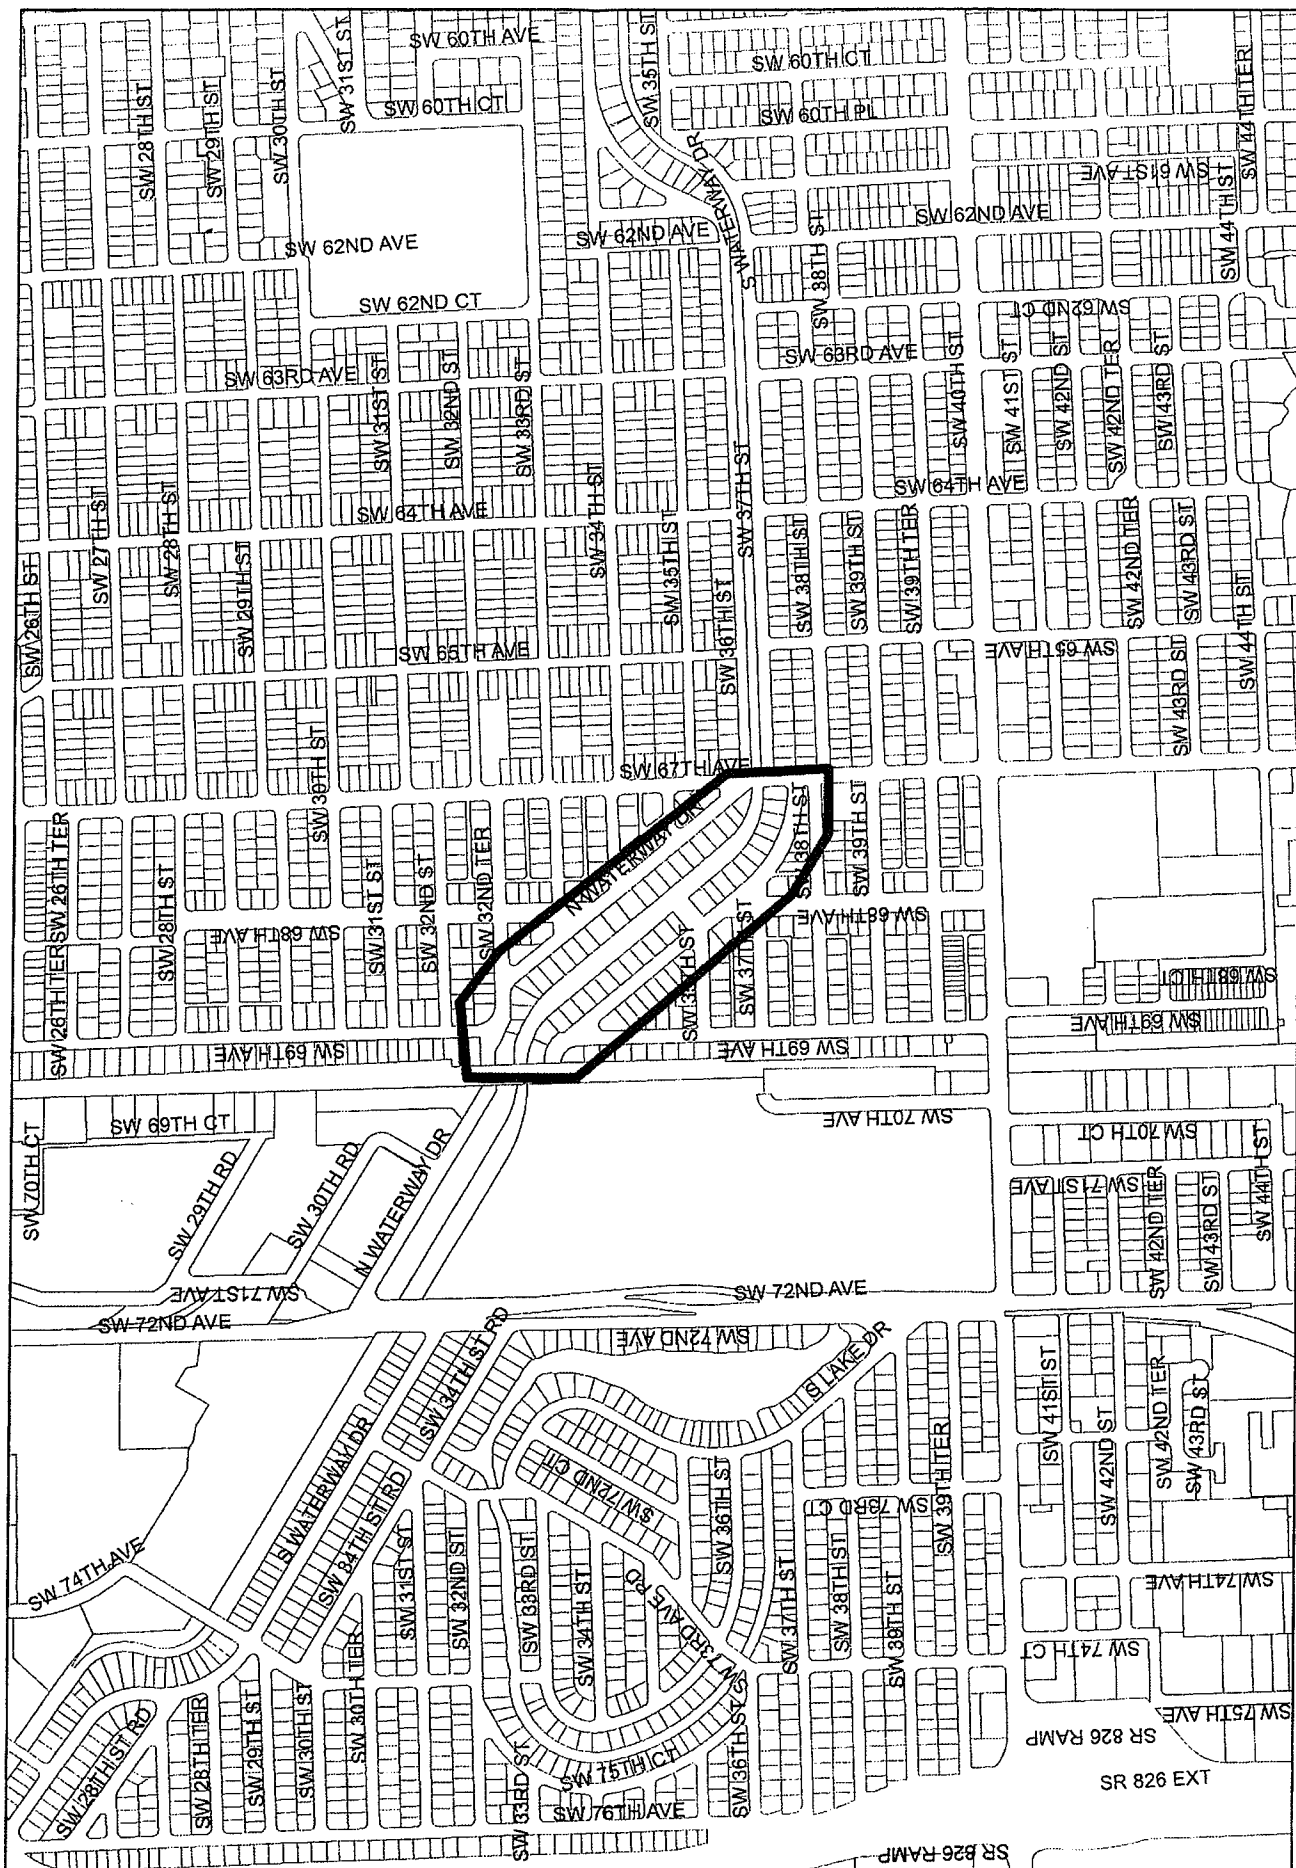 SW 60TH AVE
SW 31ST ST
SW 35TH ST
SW 60TH CT
SW 44TH TER
SW 30TH ST
SW 29TH ST
SW 28TH ST
SW 60TH CT
SW 60TH PL
S WATERWAY DR
SW 61ST AVE
SW 44TH ST
SW 62ND AVE
SW 62ND AVE
SW 62ND AVE
SW 38TH ST
SW 62ND CT
SW 62ND CT
SW 63RD AVE
SW 63RD AVE
SW 31ST ST
SW 32ND ST
SW 33RD ST
SW 40TH ST
SW 41ST ST
SW 42ND ST
SW 42ND TER
SW 43RD ST
SW 64TH AVE
SW 64TH AVE
SW 26TH ST
SW 27TH ST
SW 28TH ST
SW 29TH ST
SW 34TH ST
SW 35TH ST
SW 36TH ST
SW 37TH ST
SW 38TH ST
SW 39TH ST
SW 39TH TER
SW 42ND TER
SW 43RD ST
SW 44TH ST
SW 65TH AVE
SW 65TH AVE
SW 43RD ST
SW 30TH ST
SW 67TH AVE
N WATERWAY DR
SW 38TH ST
SW 39TH ST
SW 26TH TER
SW 26TH TER
SW 28TH ST
SW 31ST ST
SW 32ND ST
SW 32ND TER
SW 68TH AVE
SW 68TH AVE
SW 37TH ST
SW 68TH CT
SW 69TH AVE
SW 69TH AVE
SW 69TH AVE
SW 70TH CT
SW 69TH CT
SW 70TH AVE
SW 70TH CT
SW 29TH RD
SW 30TH RD
N WATERWAY DR
SW 71ST AVE
SW 42ND TER
SW 43RD ST
SW 44TH ST
SW 71ST AVE
SW 72ND AVE
SW 72ND AVE
SW 72ND AVE
S LAKE DR
SW 34TH ST RD
S WATERWAY DR
SW 34TH ST RD
SW 41ST ST
SW 42ND ST
SW 42ND TER
SW 43RD ST
SW 72ND CT
SW 36TH ST
SW 73RD CT
SW 39TH TER
SW 74TH AVE
SW 31ST ST
SW 32ND ST
SW 33RD ST
SW 34TH ST
SW 73RD AVE RD
SW 37TH ST
SW 38TH ST
SW 39TH ST
SW 74TH AVE
SW 74TH CT
SW 28TH ST RD
SW 28TH TER
SW 29TH ST
SW 30TH ST
SW 30TH TER
SW 33RD ST
SW 75TH CT
SW 36TH ST
SW 75TH AVE
SR 826 RAMP
SR 826 EXT
SW 76TH AVE
SR 826 RAMP